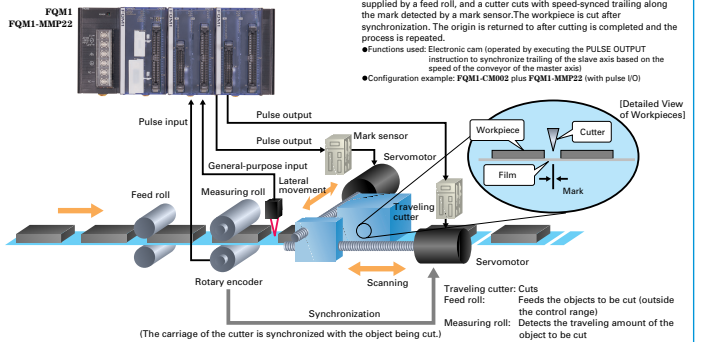 FQM1
FQM1-MMP22
supplied by a feed roll, and a cutter cuts with speed-synced trailing along
the mark detected by a mark sensor.The workpiece is cut after
synchronization. The origin is returned to after cutting is completed and the
process is repeated.
●Functions used: Electronic cam (operated by executing the PULSE OUTPUT
instruction to synchronize trailing of the slave axis based on the
speed of the conveyor of the master axis)
●Configuration example: FQM1-CM002 plus FQM1-MMP22 (with pulse I/O)
[Detailed View
of Workpieces]
Workpiece
Cutter
Film
Mark
Pulse input
Pulse output
Pulse output
Mark sensor
General-purpose input
Servomotor
Lateral
movement
Feed roll
Measuring roll
Traveling
cutter
Rotary encoder
Scanning
Servomotor
Synchronization
(The carriage of the cutter is synchronized with the object being cut.)
Traveling cutter: Cuts
Feed roll: Feeds the objects to be cut (outside
the control range)
Measuring roll: Detects the traveling amount of the
object to be cut